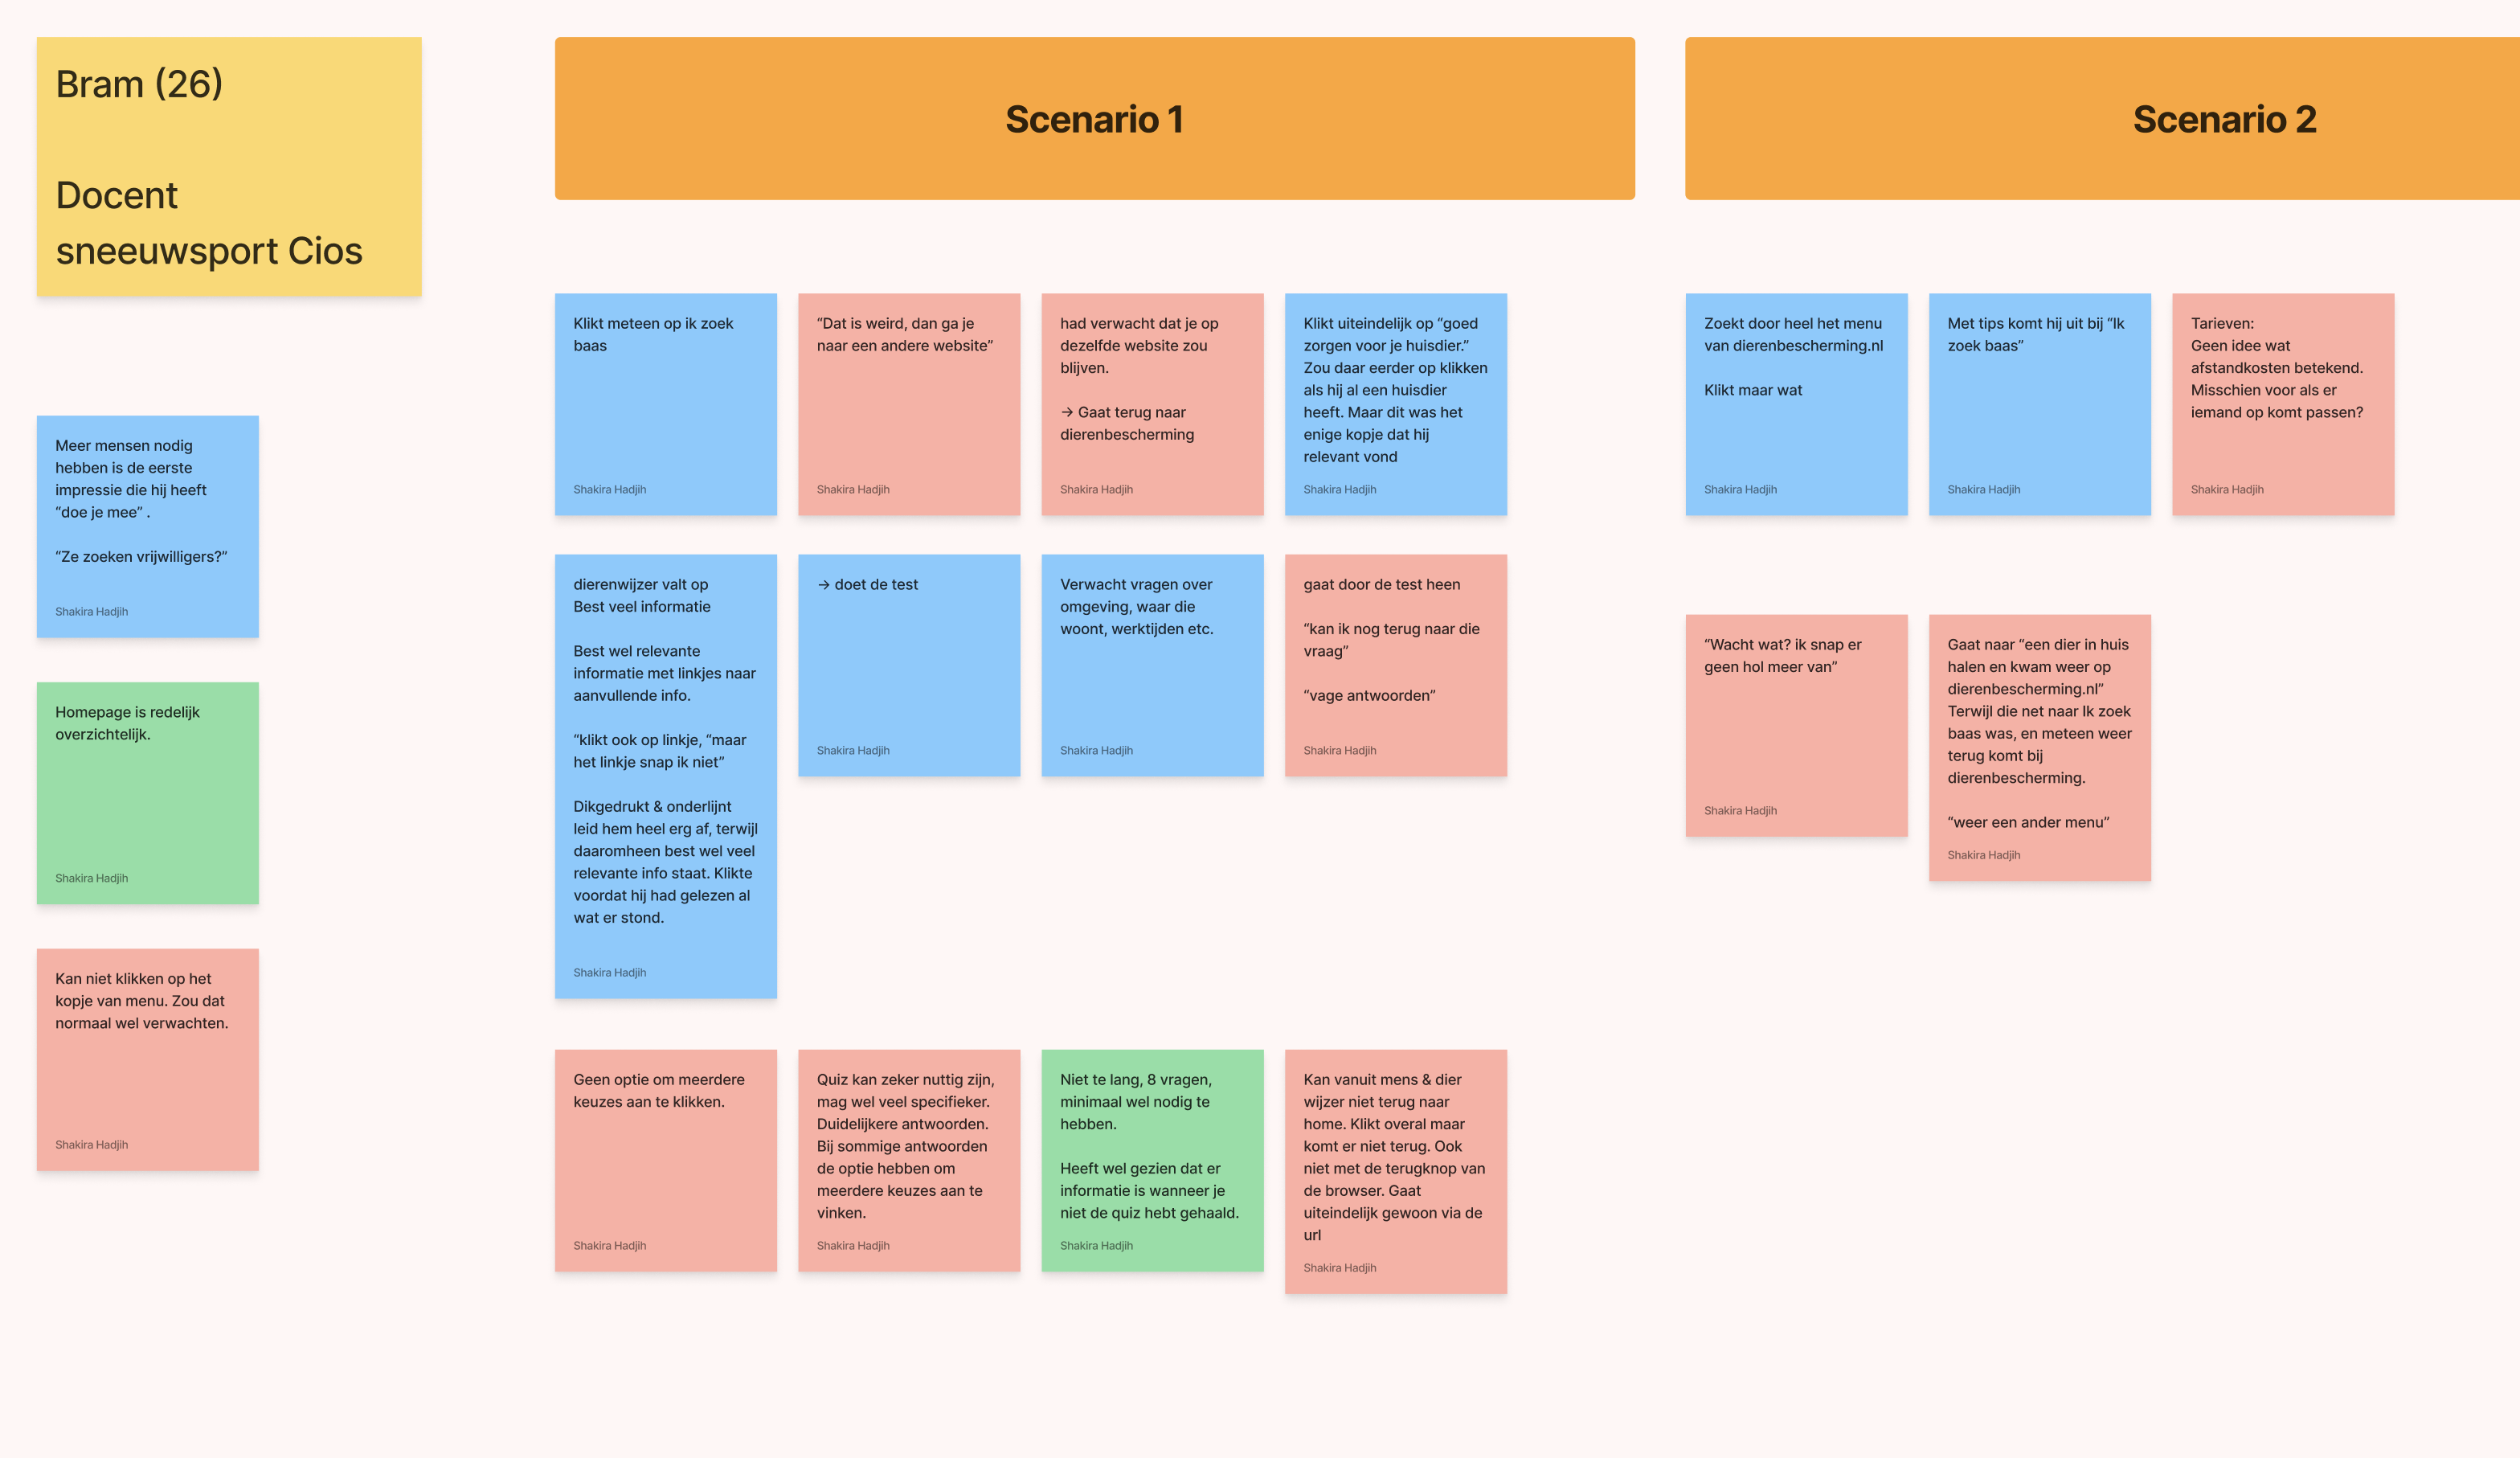 Bram (26)
Docent
sneeuwsport Cios
Meer mensen nodig
hebben is de eerste
impressie die hij heeft
“doe je mee” .
“Ze zoeken vrijwilligers?”
Shakira Hadjih
Homepage is redelijk
overzichtelijk.
Shakira Hadjih
Kan niet klikken op het
kopje van menu. Zou dat
normaal wel verwachten.
Shakira Hadjih
Scenario 1
Klikt meteen op ik zoek
baas
Shakira Hadjih
“Dat is weird, dan ga je
naar een andere website”
Shakira Hadjih
had verwacht dat je op
dezelfde website zou
blijven.
→ Gaat terug naar
dierenbescherming
Shakira Hadjih
Klikt uiteindelijk op “goed
zorgen voor je huisdier.”
Zou daar eerder op klikken
als hij al een huisdier
heeft. Maar dit was het
enige kopje dat hij
relevant vond
Shakira Hadjih
dierenwijzer valt op
Best veel informatie
Best wel relevante
informatie met linkjes naar
aanvullende info.
“klikt ook op linkje, “maar
het linkje snap ik niet”
Dikgedrukt & onderlijnt
leid hem heel erg af, terwijl
daaromheen best wel veel
relevante info staat. Klikte
voordat hij had gelezen al
wat er stond.
Shakira Hadjih
→ doet de test
Shakira Hadjih
Verwacht vragen over
omgeving, waar die
woont, werktijden etc.
Shakira Hadjih
gaat door de test heen
“kan ik nog terug naar die
vraag”
“vage antwoorden”
Shakira Hadjih
Geen optie om meerdere
keuzes aan te klikken.
Shakira Hadjih
Quiz kan zeker nuttig zijn,
mag wel veel specifieker.
Duidelijkere antwoorden.
Bij sommige antwoorden
de optie hebben om
meerdere keuzes aan te
vinken.
Shakira Hadjih
Niet te lang, 8 vragen,
minimaal wel nodig te
hebben.
Heeft wel gezien dat er
informatie is wanneer je
niet de quiz hebt gehaald.
Shakira Hadjih
Kan vanuit mens & dier
wijzer niet terug naar
home. Klikt overal maar
komt er niet terug. Ook
niet met de terugknop van
de browser. Gaat
uiteindelijk gewoon via de
url
Shakira Hadjih
Scenario 2
Zoekt door heel het menu
van dierenbescherming.nl
Klikt maar wat
Shakira Hadjih
Met tips komt hij uit bij “Ik
zoek baas”
Shakira Hadjih
Tarieven:
Geen idee wat
afstandkosten betekend.
Misschien voor als er
iemand op komt passen?
Shakira Hadjih
“Wacht wat? ik snap er
geen hol meer van”
Shakira Hadjih
Gaat naar “een dier in huis
halen en kwam weer op
dierenbescherming.nl”
Terwijl die net naar Ik zoek
baas was, en meteen weer
terug komt bij
dierenbescherming.
“weer een ander menu”
Shakira Hadjih